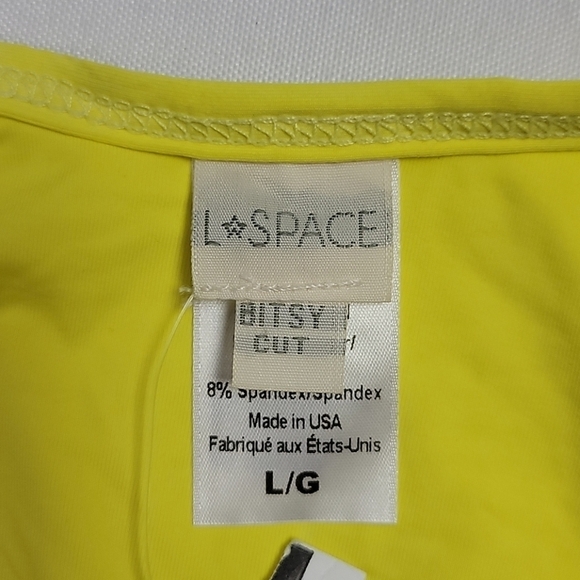 L★SPACE
BITSY
CUT
8% Spandex/Spandex
Made in USA
Fabriqué aux États-Unis
L/G